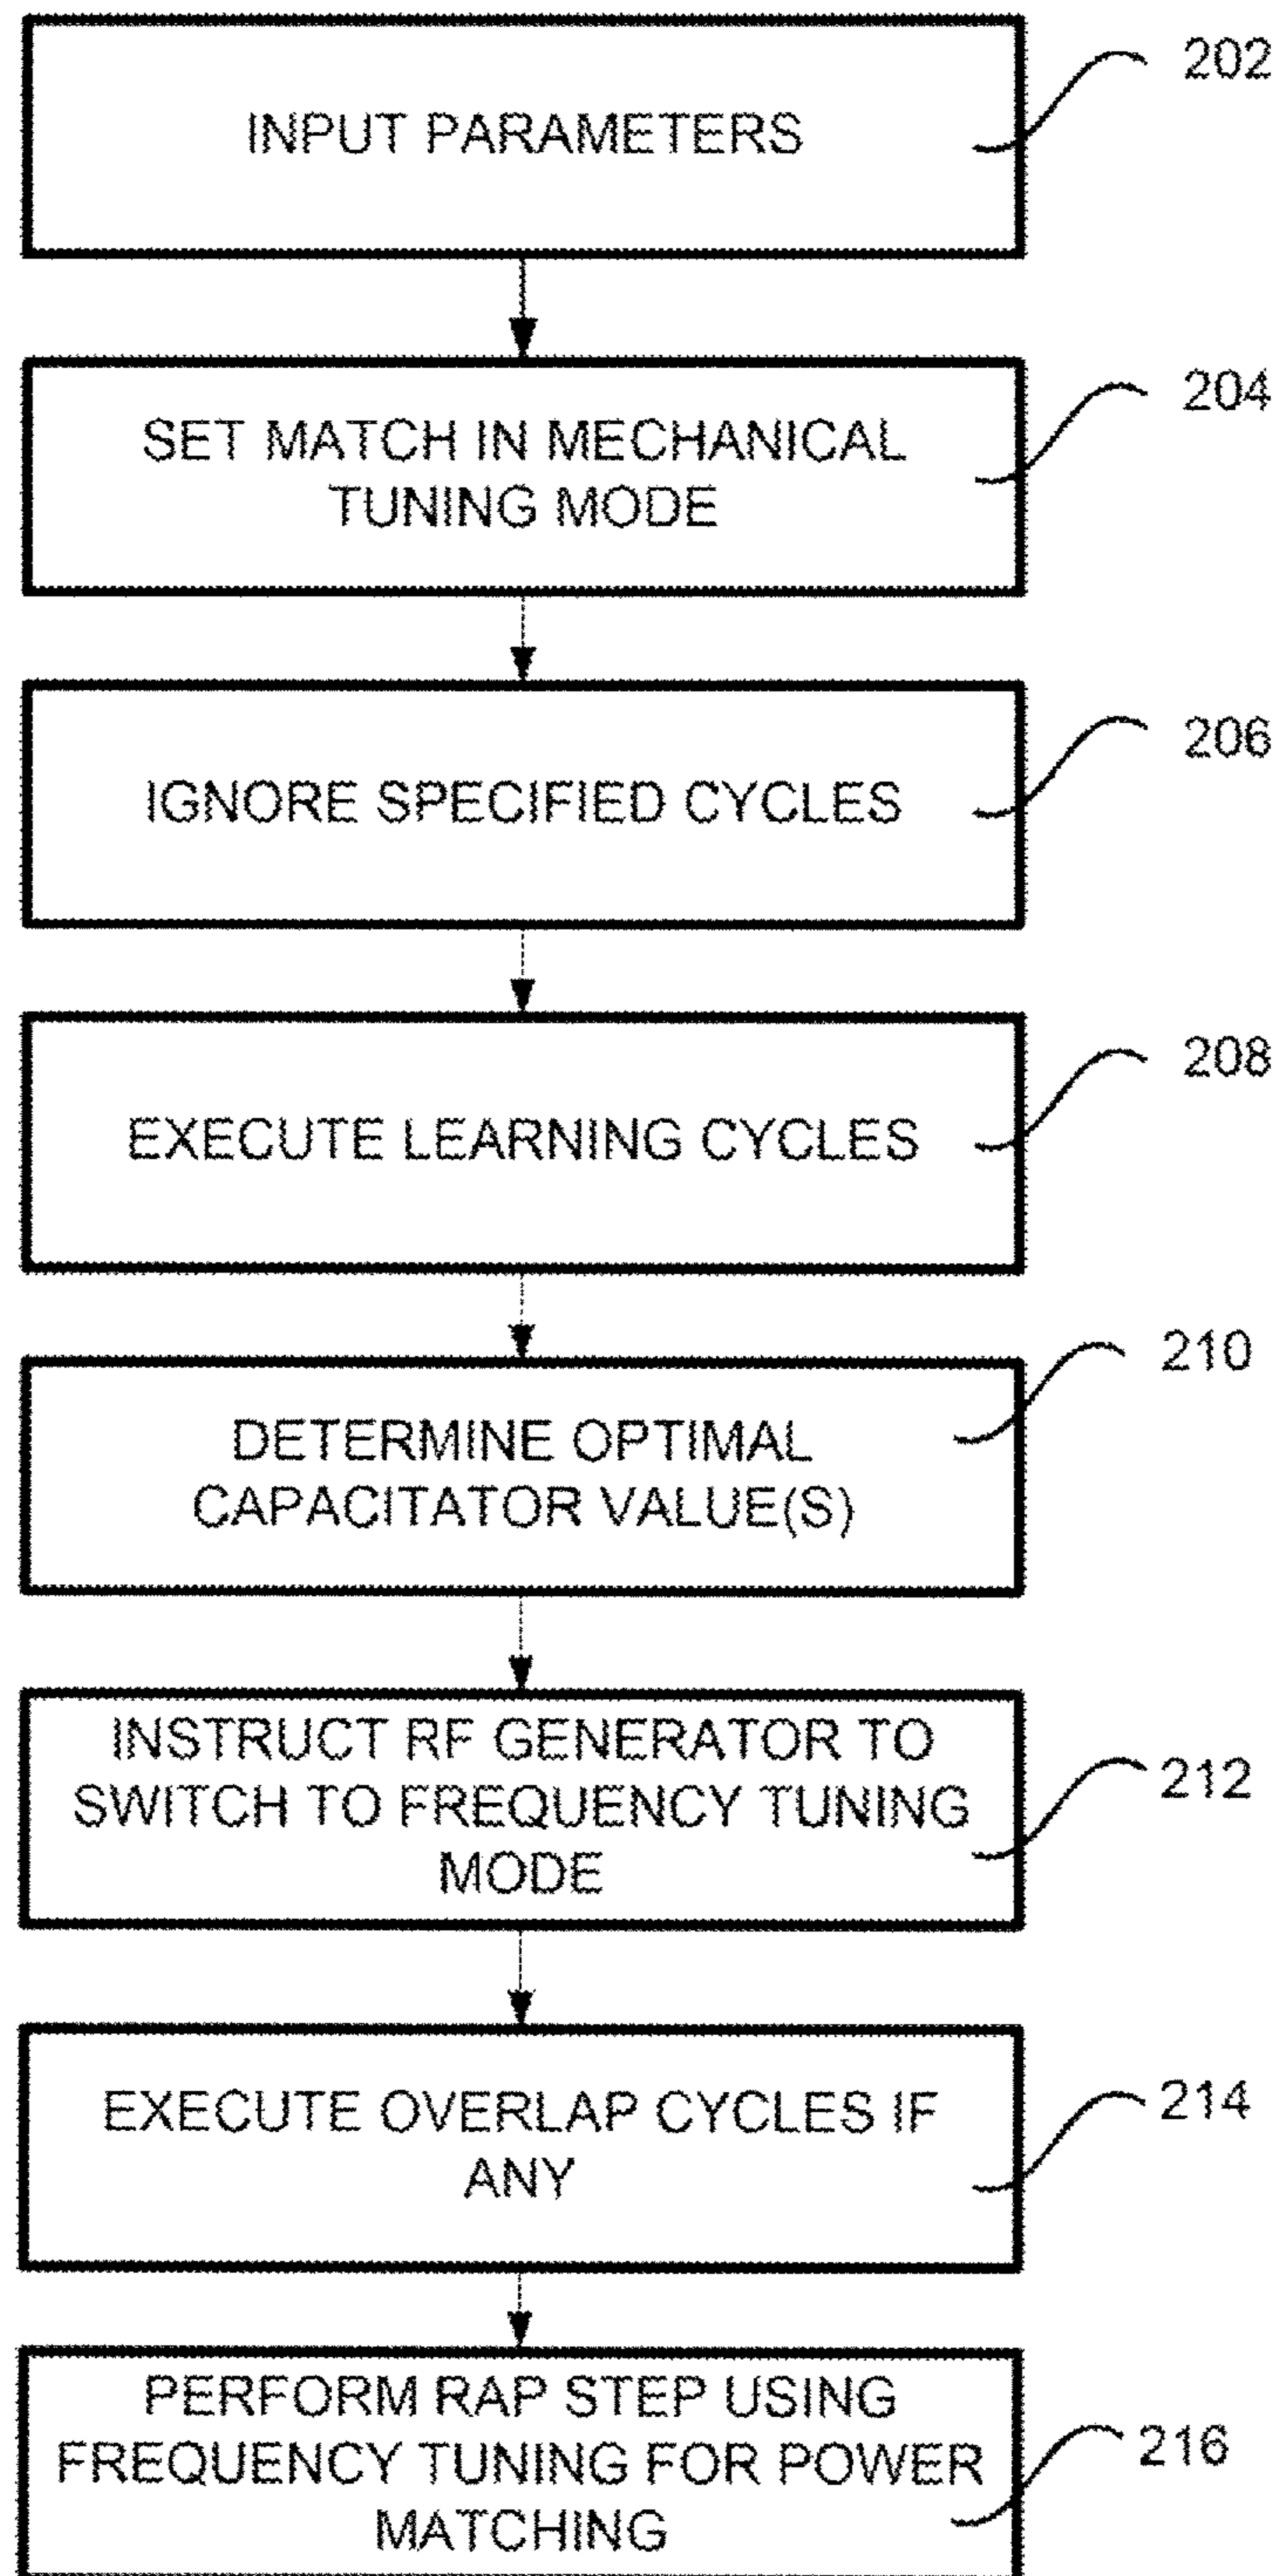 INPUT PARAMETERS
202
SET MATCH IN MECHANICAL
TUNING MODE
204
IGNORE SPECIFIED CYCLES
206
EXECUTE LEARNING CYCLES
208
DETERMINE OPTIMAL
CAPACITATOR VALUE(S)
210
INSTRUCT RF GENERATOR TO
SWITCH TO FREQUENCY TUNING
MODE
212
EXECUTE OVERLAP CYCLES IF
ANY
214
PERFORM RAP STEP USING
FREQUENCY TUNING FOR POWER
MATCHING
216